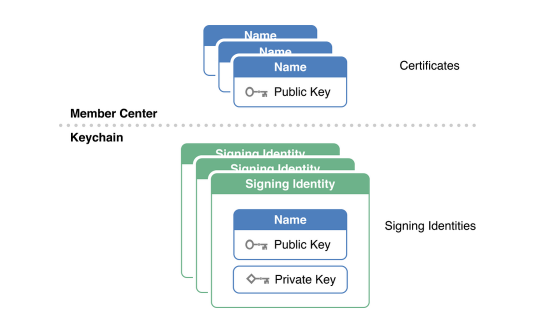 Name
Name
Name
Certificates
Public Key
Member Center
Keychain
Signing Identity
Signing Identity
Signing Identity
Name
Signing Identities
Public Key
Private Key